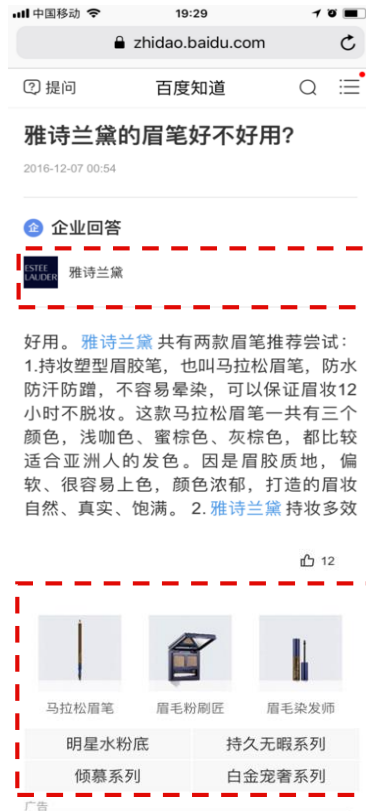 中国移动 19:29
zhidao.baidu.com
提问 百度知道
雅诗兰黛的眉笔好不好用?
2016-12-07 00:54
企 企业回答
ESTEE
LAUDER
雅诗兰黛
好用。雅诗兰黛 共有两款眉笔推荐尝试：
1.持妆塑型眉胶笔，也叫马拉松眉笔，防水
防汗防蹭，不容易晕染，可以保证眉妆12
小时不脱妆。这款马拉松眉笔一共有三个
颜色，浅咖色、蜜棕色、灰棕色，都比较
适合亚洲人的发色。因是眉胶质地，偏
软、很容易上色，颜色浓郁，打造的眉妆
自然、真实、饱满。 2.雅诗兰黛 持妆多效
12
马拉松眉笔 眉毛粉刷匠 眉毛染发师
明星水粉底 持久无暇系列
倾慕系列 白金宠奢系列
广告